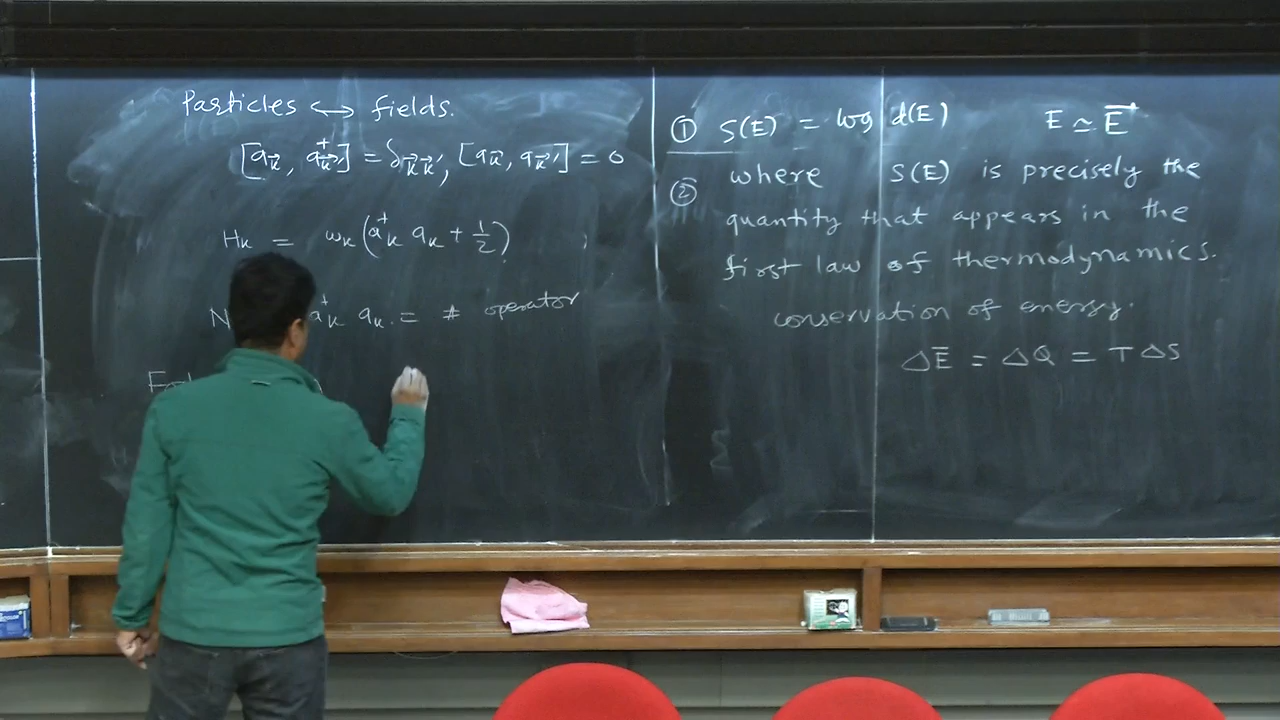 Particles ↔ fields.
[a_k⃗, a⁺_k⃗'] = δ_k⃗k⃗', [a_k⃗, a_k⃗'] = 0
H_k = ω_k(a⁺_k a_k + 1/2)
N a⁺_k a_k = # operator
① S(E) = log d(E) E ≃ E̅
② where S(E) is precisely the
quantity that appears in the
first law of thermodynamics.
conservation of energy.
ΔE̅ = ΔQ = TΔS